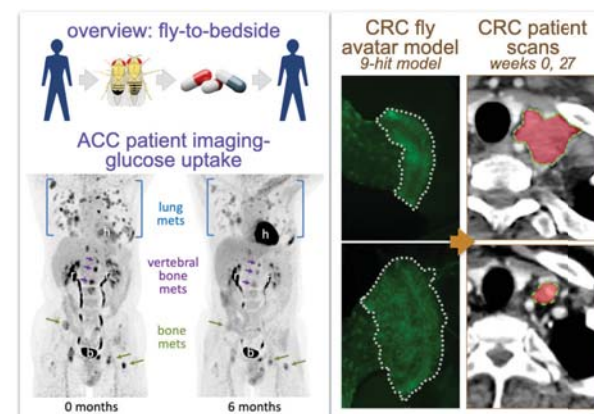 overview: fly-to-bedside
ACC patient imaging-
glucose uptake
lung
mets
h
h
vertebral
bone
mets
bone
mets
b
b
0 months
6 months
CRC fly
avatar model
9-hit model
CRC patient
scans
weeks 0, 27